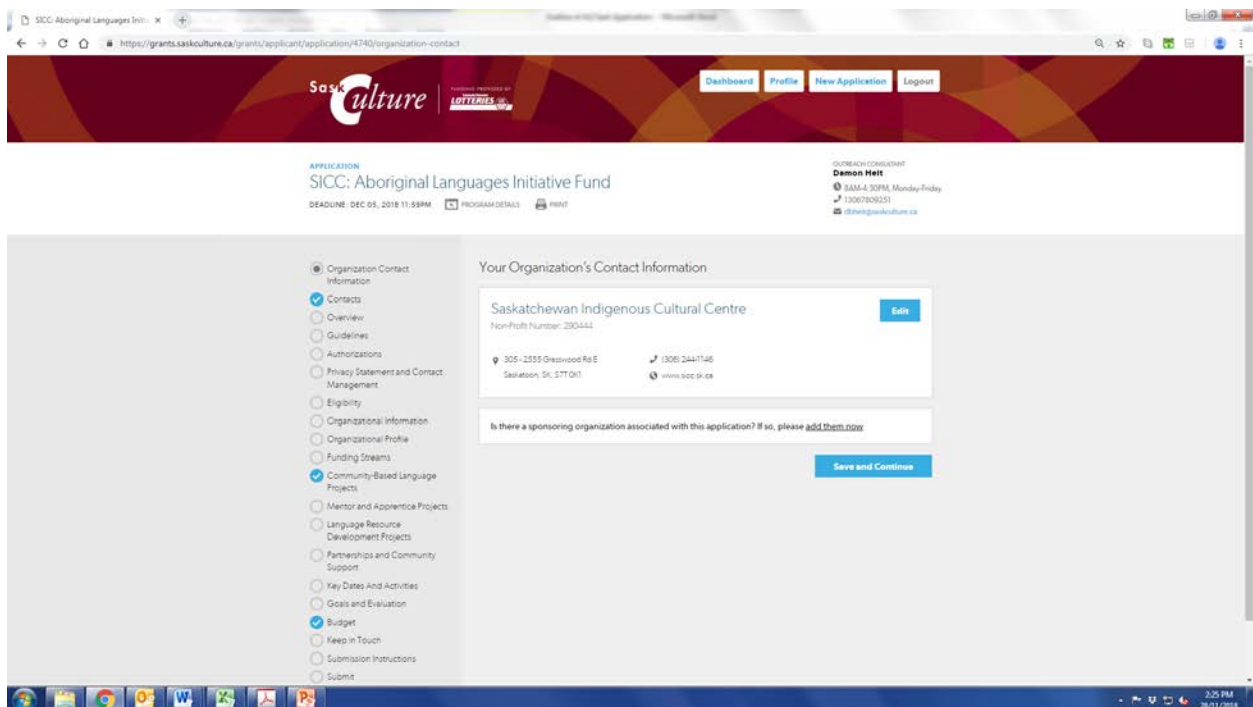 SICC: Aboriginal Languages Initi
https://grants.saskculture.ca/grants/applicant/application/4740/organization-contact
Sask Culture
FUNDING PROVIDED BY
LOTTERIES
Dashboard
Profile
New Application
Logout
APPLICATION
SICC: Aboriginal Languages Initiative Fund
DEADLINE: DEC 05, 2018 11:59PM
PROGRAM DETAILS
PRINT
OUTREACH CONSULTANT
Damon
8AM-4:30PM, Monday-Friday
13067809251
Organization Contact
Information
Contacts
Overview
Guidelines
Authorizations
Privacy Statement and Contact
Management
Eligibility
Organizational Information
Organizational Profile
Funding Streams
Community-Based Language
Projects
Mentor and Apprentice Projects
Language Resource
Development Projects
Partnerships and Community
Support
Key Dates And Activities
Goals and Evaluation
Budget
Keep in Touch
Submission Instructions
Submit
Your Organization's Contact Information
Saskatchewan Indigenous Cultural Centre
Edit
Non-Profit Number: 290444
305 - 2555 Grasswood Rd E
Saskatoon, SK, S7T 0K1
(306) 244-1146
www.sicc.sk.ca
Is there a sponsoring organization associated with this application? If so, please add them now
Save and Continue
2:25 PM